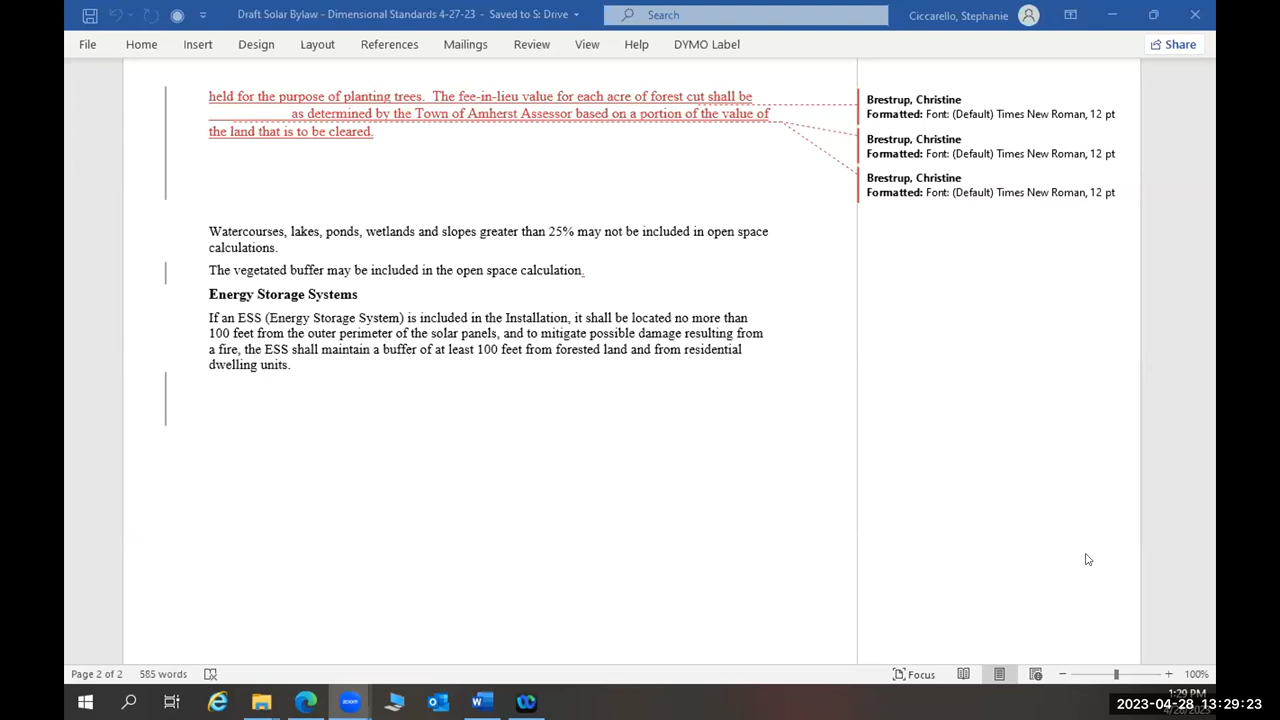 Draft Solar Bylaw - Dimensional Standards 4-27-23 - Saved to S: Drive
Search
Ciccarello, Stephanie
File Home Insert Design Layout References Mailings Review View Help DYMO Label
Share
held for the purpose of planting trees. The fee-in-lieu value for each acre of forest cut shall be
as determined by the Town of Amherst Assessor based on a portion of the value of
the land that is to be cleared.
Brestrup, Christine
Formatted: Font: (Default) Times New Roman, 12 pt
Brestrup, Christine
Formatted: Font: (Default) Times New Roman, 12 pt
Brestrup, Christine
Formatted: Font: (Default) Times New Roman, 12 pt
Watercourses, lakes, ponds, wetlands and slopes greater than 25% may not be included in open space
calculations.
The vegetated buffer may be included in the open space calculation.
Energy Storage Systems
If an ESS (Energy Storage System) is included in the Installation, it shall be located no more than
100 feet from the outer perimeter of the solar panels, and to mitigate possible damage resulting from
a fire, the ESS shall maintain a buffer of at least 100 feet from forested land and from residential
dwelling units.
Page 2 of 2
585 words
Focus
100%
zoom
1:29 PM
2023-04-28 13:29:23